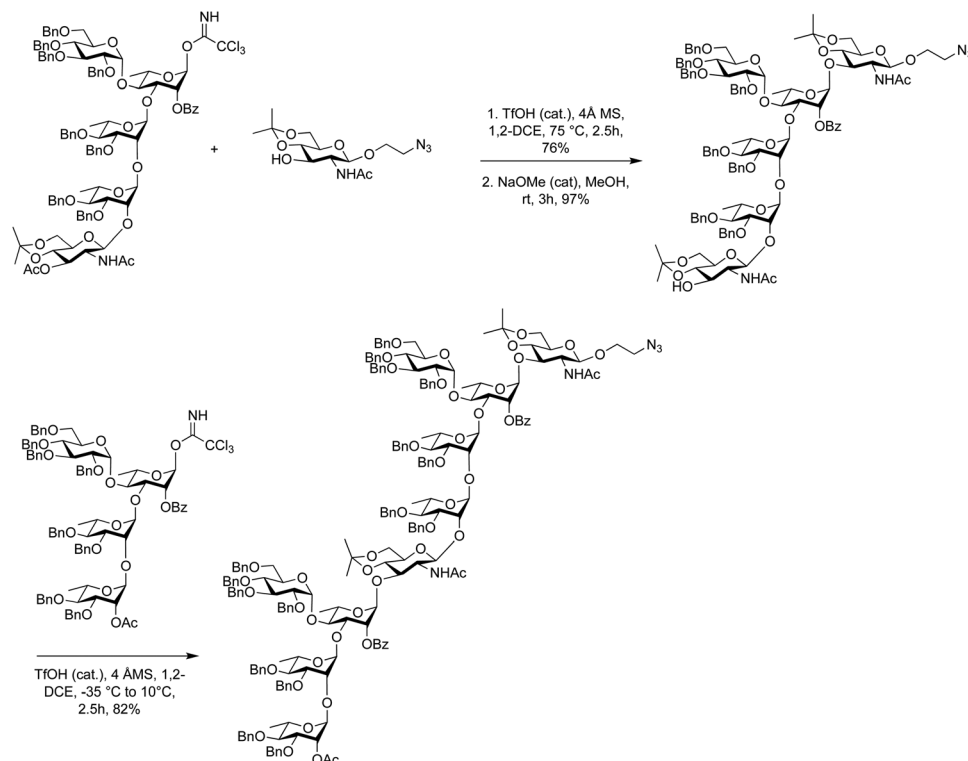 NH
BnO
O
CCl3
BnO
BnO
BnO
OBz
BnO
BnO
BnO
BnO
AcO
NHAc
+
HO
NHAc
N3
1. TfOH (cat.), 4Å MS,
1,2-DCE, 75 °C, 2.5h,
76%
2. NaOMe (cat), MeOH,
rt, 3h, 97%
BnO
BnO
BnO
BnO
NHAc
OBz
BnO
BnO
BnO
BnO
HO
NHAc
NH
BnO
O
CCl3
BnO
BnO
BnO
OBz
BnO
BnO
BnO
BnO
OAc
TfOH (cat.), 4 ÅMS, 1,2-
DCE, -35 °C to 10°C,
2.5h, 82%
N3
BnO
BnO
BnO
BnO
NHAc
OBz
BnO
BnO
BnO
BnO
NHAc
BnO
BnO
BnO
BnO
OBz
BnO
BnO
BnO
BnO
OAc